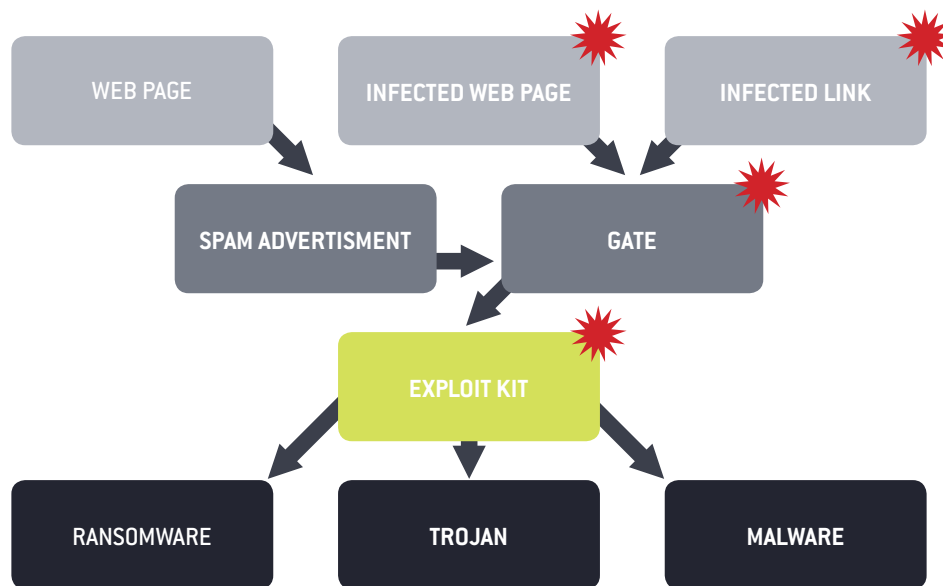 WEB PAGE
INFECTED WEB PAGE
INFECTED LINK
SPAM ADVERTISMENT
GATE
EXPLOIT KIT
RANSOMWARE
TROJAN
MALWARE